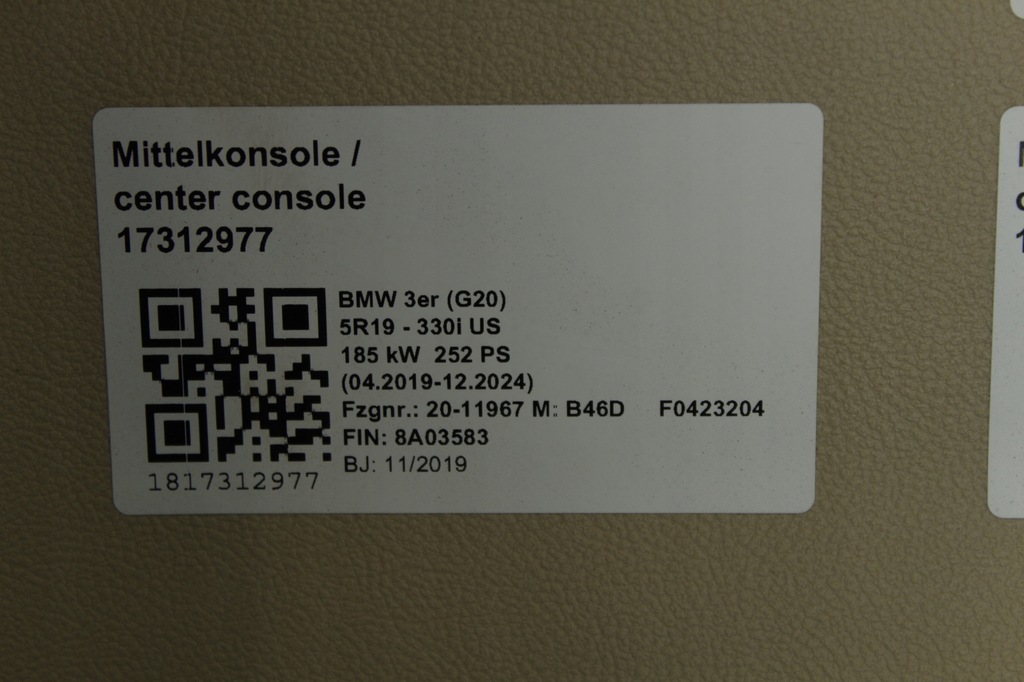 Mittelkonsole /
center console
17312977
BMW 3er (G20)
5R19 - 330i US
185 kW 252 PS
(04.2019-12.2024)
Fzgnr.: 20-11967 M: B46D F0423204
FIN: 8A03583
BJ: 11/2019
1817312977